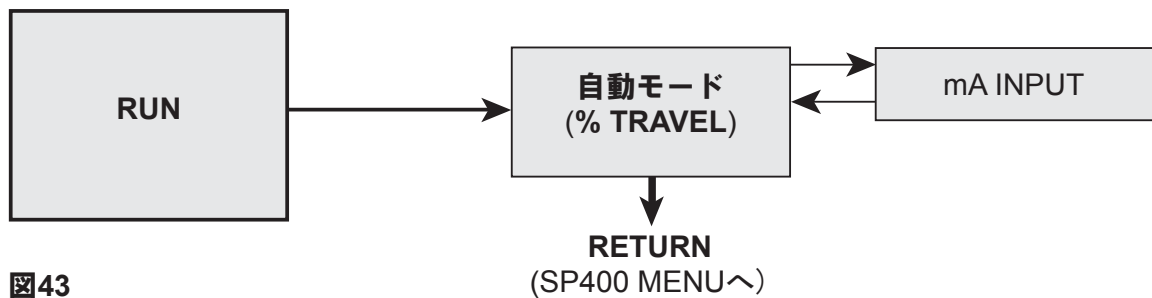 RUN
自動モード
(% TRAVEL)
mA INPUT
RETURN
(SP400 MENUへ)
図43